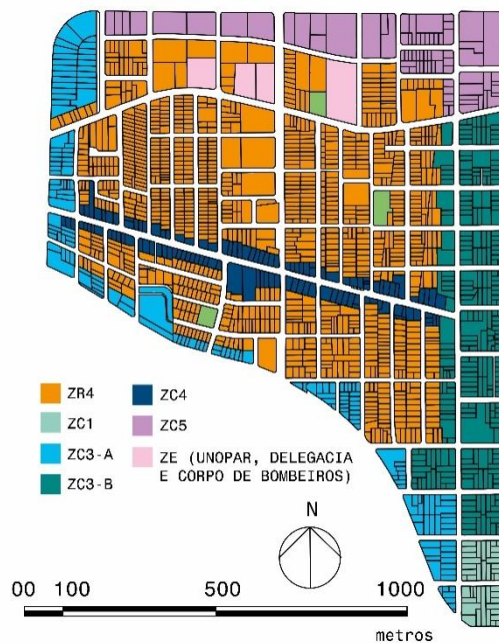 ZR4
ZC1
ZC3-A
ZC3-B
ZC4
ZC5
ZE (UNOPAR, DELEGACIA
E CORPO DE BOMBEIROS)
N
00 100 500 1000
metros